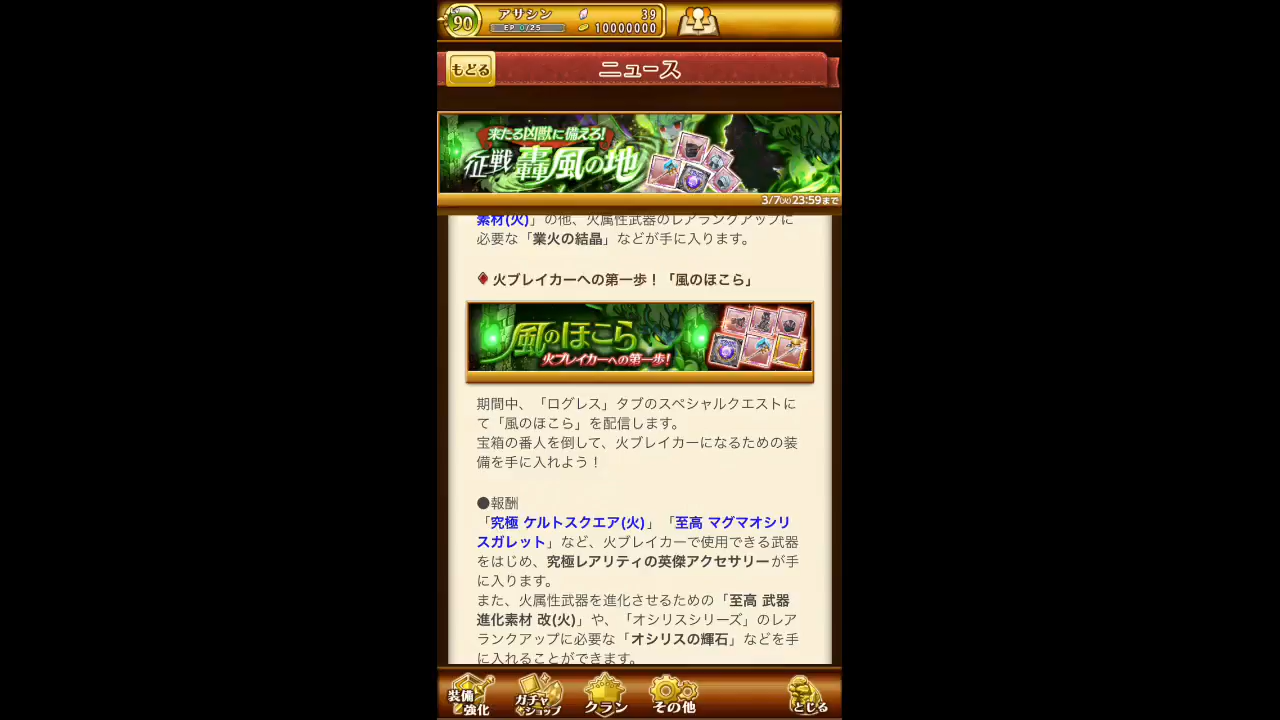 Lv
90
アサシン
39
EP 0/25
10000000
もどる
ニュース
来たる凶獣に備えろ!
征戦 轟風の地
3/7(火)23:59まで
素材(火)」の他、火属性武器のレアランクアップに
必要な「業火の結晶」などが手に入ります。
火ブレイカーへの第一歩！「風のほこら」
風のほこら
火ブレイカーへの第一歩!
期間中、「ログレス」タブのスペシャルクエストに
て「風のほこら」を配信します。
宝箱の番人を倒して、火ブレイカーになるための装
備を手に入れよう！
●報酬
「究極 ケルトスクエア(火)」「至高 マグマオシリ
スガレット」など、火ブレイカーで使用できる武器
をはじめ、究極レアリティの英傑アクセサリーが手
に入ります。
また、火属性武器を進化させるための「至高 武器
進化素材 改(火)」や、「オシリスシリーズ」のレア
ランクアップに必要な「オシリスの輝石」などを手
に入れることができます。
装備
強化
ガチャ
ショップ
クラン
その他
とじる